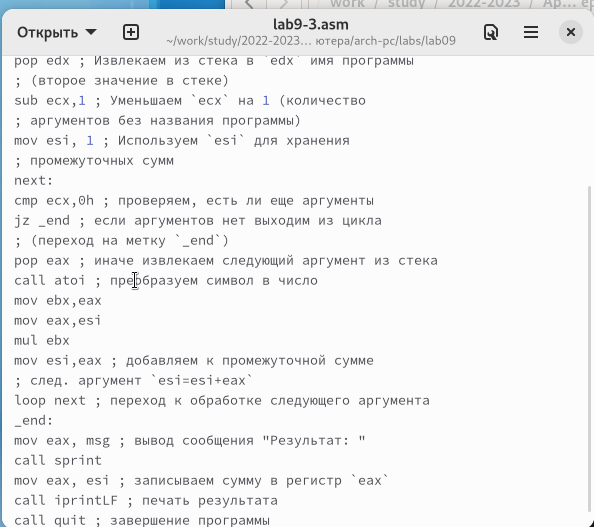 work / study / 2022-2023 / Ap... ep
Открыть
lab9-3.asm
~/work/study/2022-2023… ютера/arch-pc/labs/lab09
pop edx ; Извлекаем из стека в `edx` имя программы
; (второе значение в стеке)
sub ecx,1 ; Уменьшаем `ecx` на 1 (количество
; аргументов без названия программы)
mov esi, 1 ; Используем `esi` для хранения
; промежуточных сумм
next:
cmp ecx,0h ; проверяем, есть ли еще аргументы
jz _end ; если аргументов нет выходим из цикла
; (переход на метку `_end`)
pop eax ; иначе извлекаем следующий аргумент из стека
call atoi ; преобразуем символ в число
mov ebx,eax
mov eax,esi
mul ebx
mov esi,eax ; добавляем к промежуточной сумме
; след. аргумент `esi=esi+eax`
loop next ; переход к обработке следующего аргумента
_end:
mov eax, msg ; вывод сообщения "Результат: "
call sprint
mov eax, esi ; записываем сумму в регистр `eax`
call iprintLF ; печать результата
call quit ; завершение программы